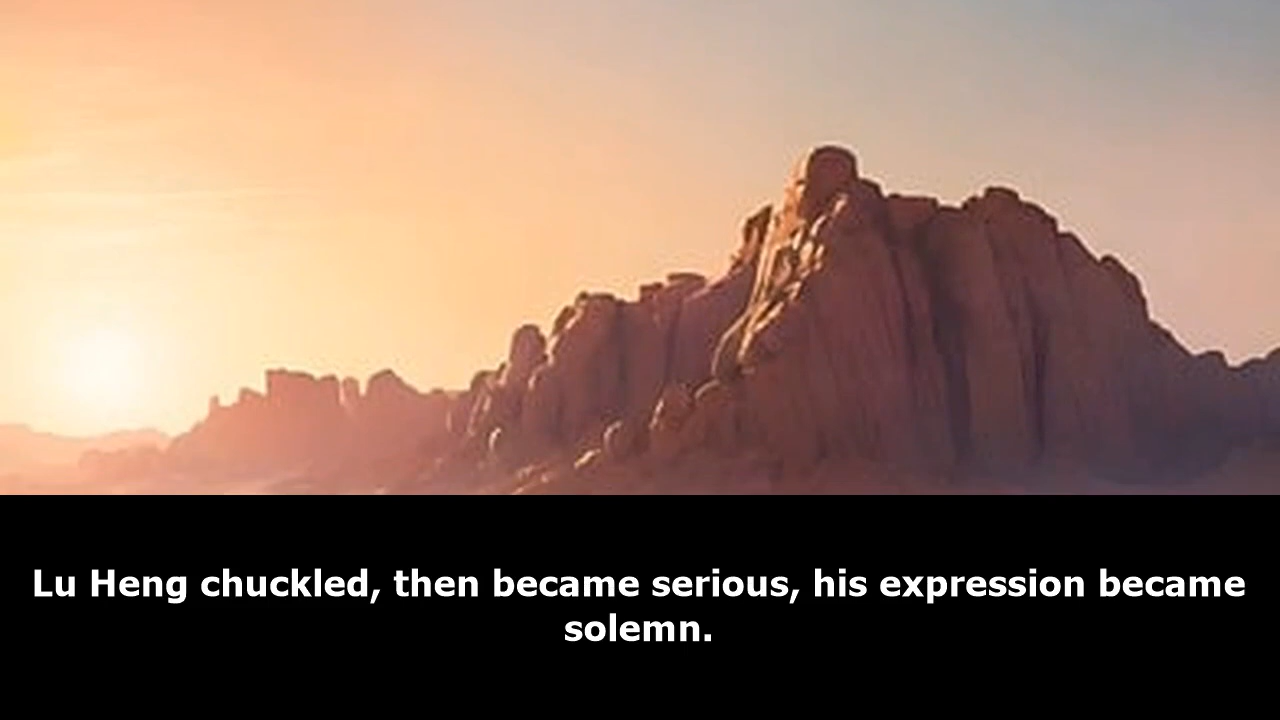 Lu Heng chuckled, then became serious, his expression became
solemn.